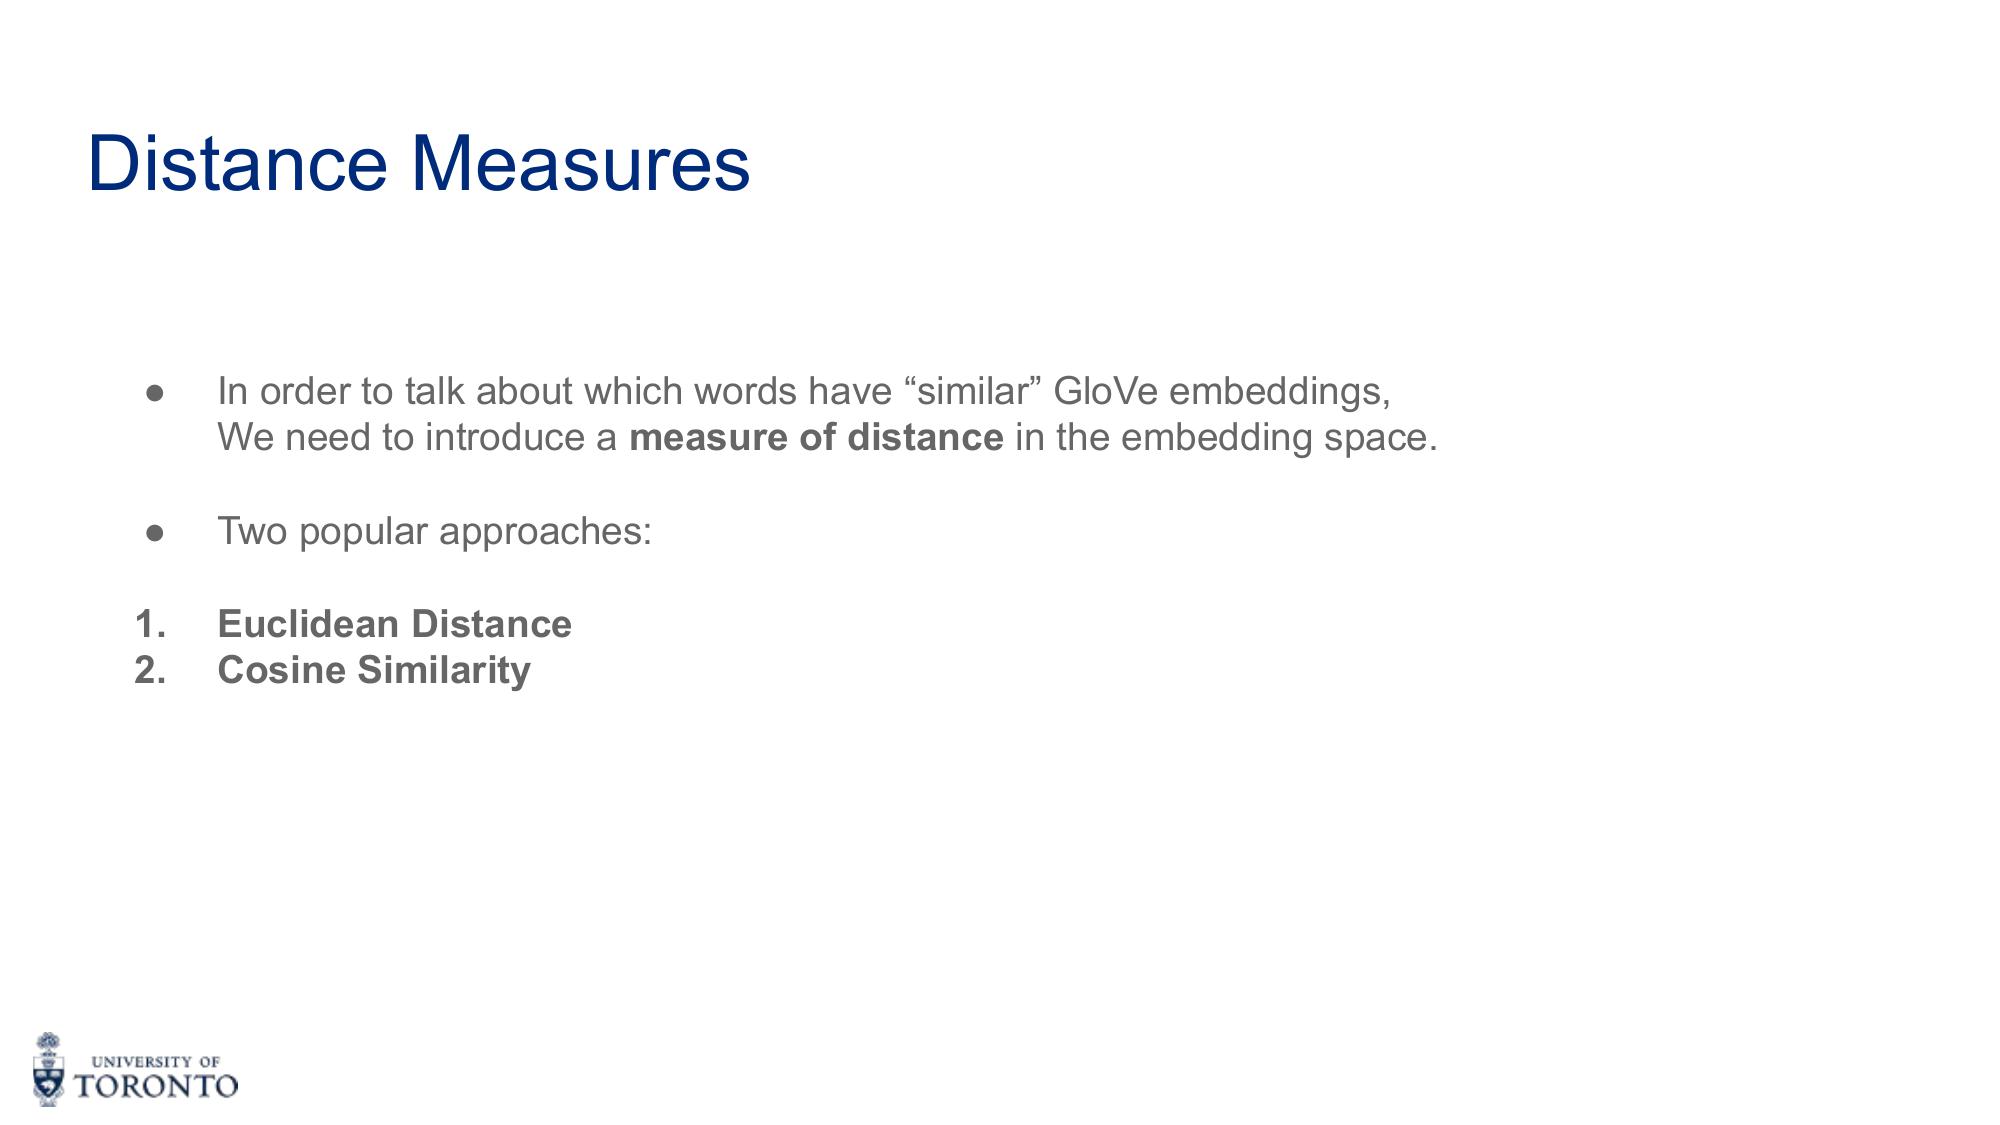 Distance Measures
● In order to talk about which words have “similar” GloVe embeddings,
We need to introduce a measure of distance in the embedding space.
● Two popular approaches:
1. Euclidean Distance
2. Cosine Similarity
UNIVERSITY OF
TORONTO